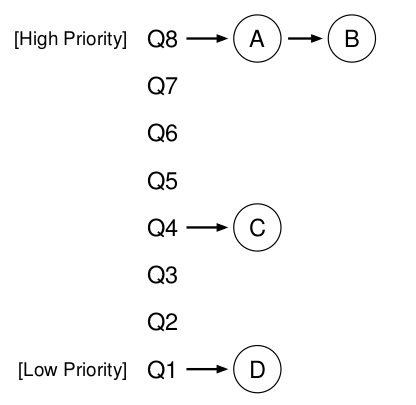 [High Priority] Q8 A B
Q7
Q6
Q5
Q4 C
Q3
Q2
[Low Priority] Q1 D